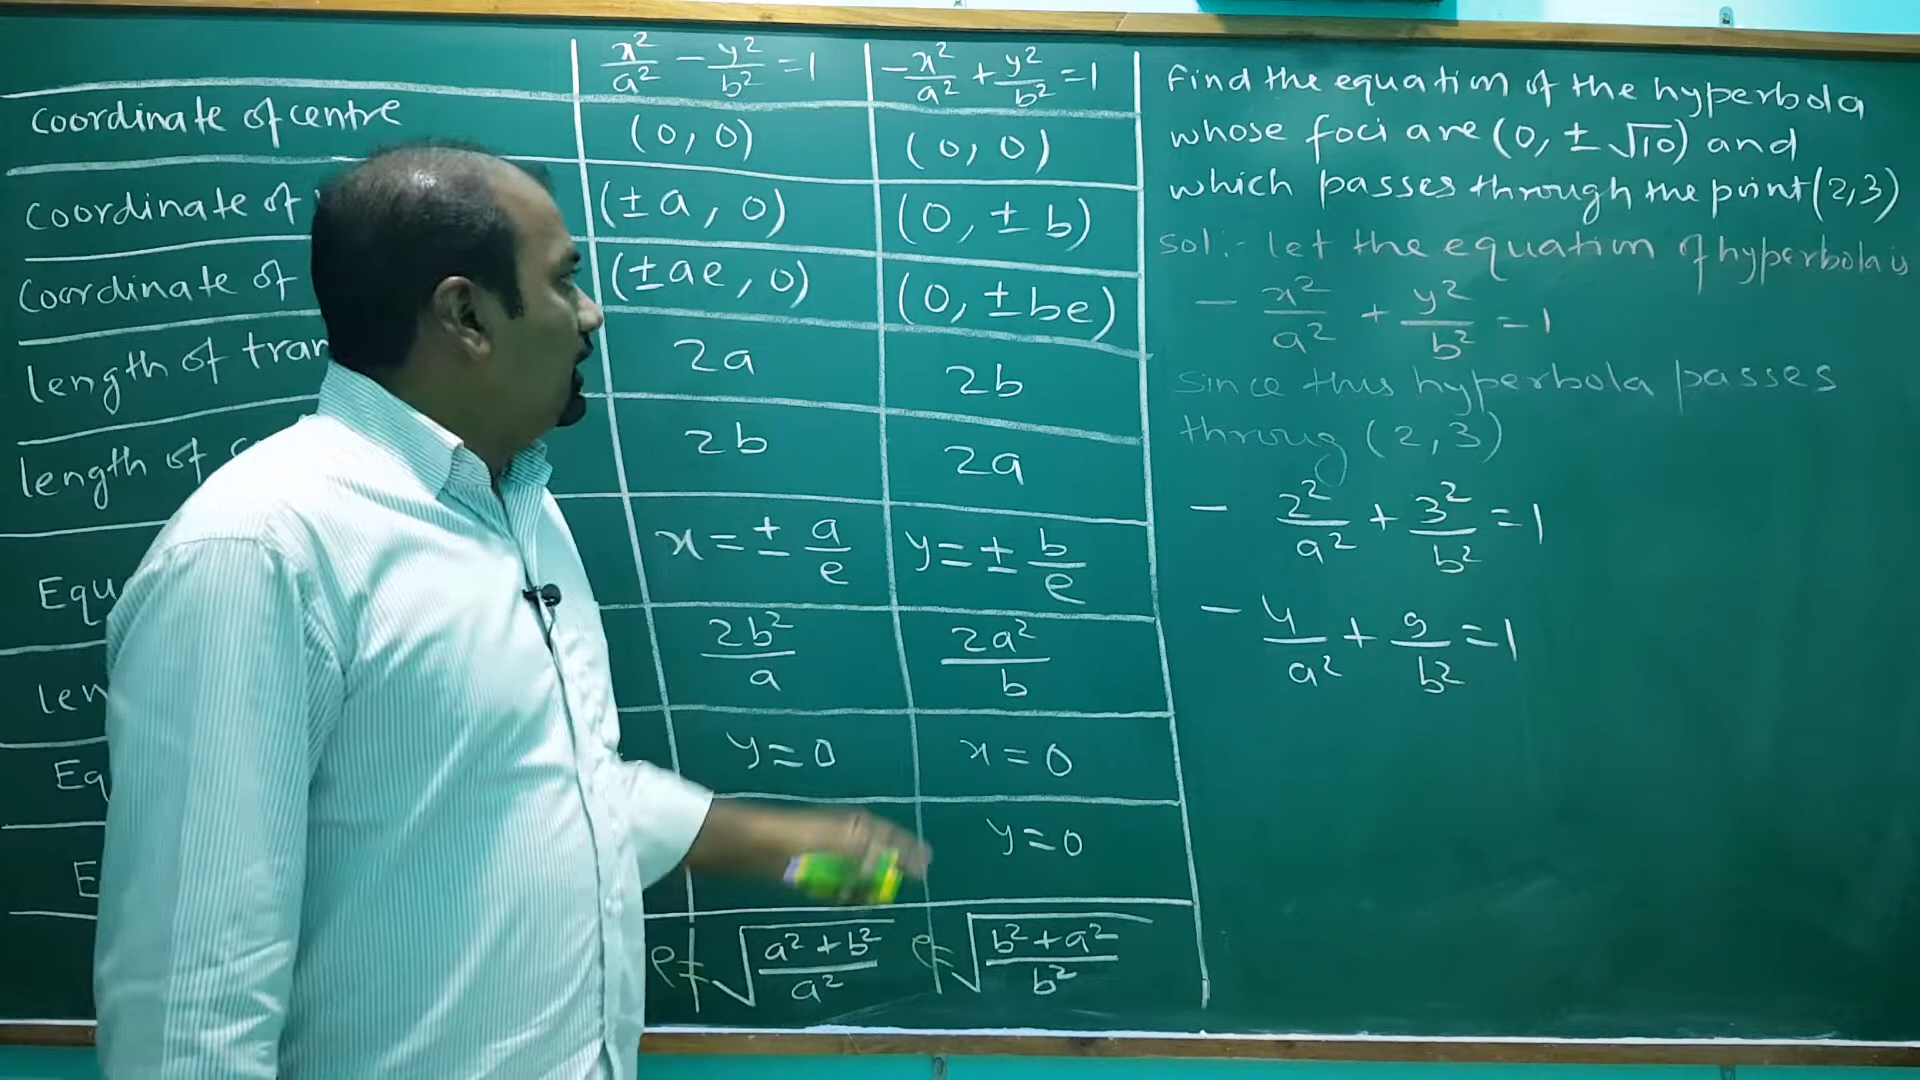 x²/a² - y²/b² = 1
-x²/a² + y²/b² = 1
Coordinate of centre
(0, 0)
(0, 0)
Coordinate of
(±a, 0)
(0, ±b)
Coordinate of
(±ae, 0)
(0, ±be)
length of tran
2a
2b
length of c
2b
2a
Equ
x = ± a/e
y = ± b/e
len
2b²/a
2a²/b
Eq
y = 0
x = 0
E
y = 0
e = √((a² + b²)/a²)
e = √((b² + a²)/b²)
Find the equation of the hyperbola
whose foci are (0, ± √10) and
which passes through the point (2,3)
Sol:- let the equation of hyperbola is
- x²/a² + y²/b² = 1
Since this hyperbola passes
throug (2,3)
- 2²/a² + 3²/b² = 1
- 4/a² + 9/b² = 1